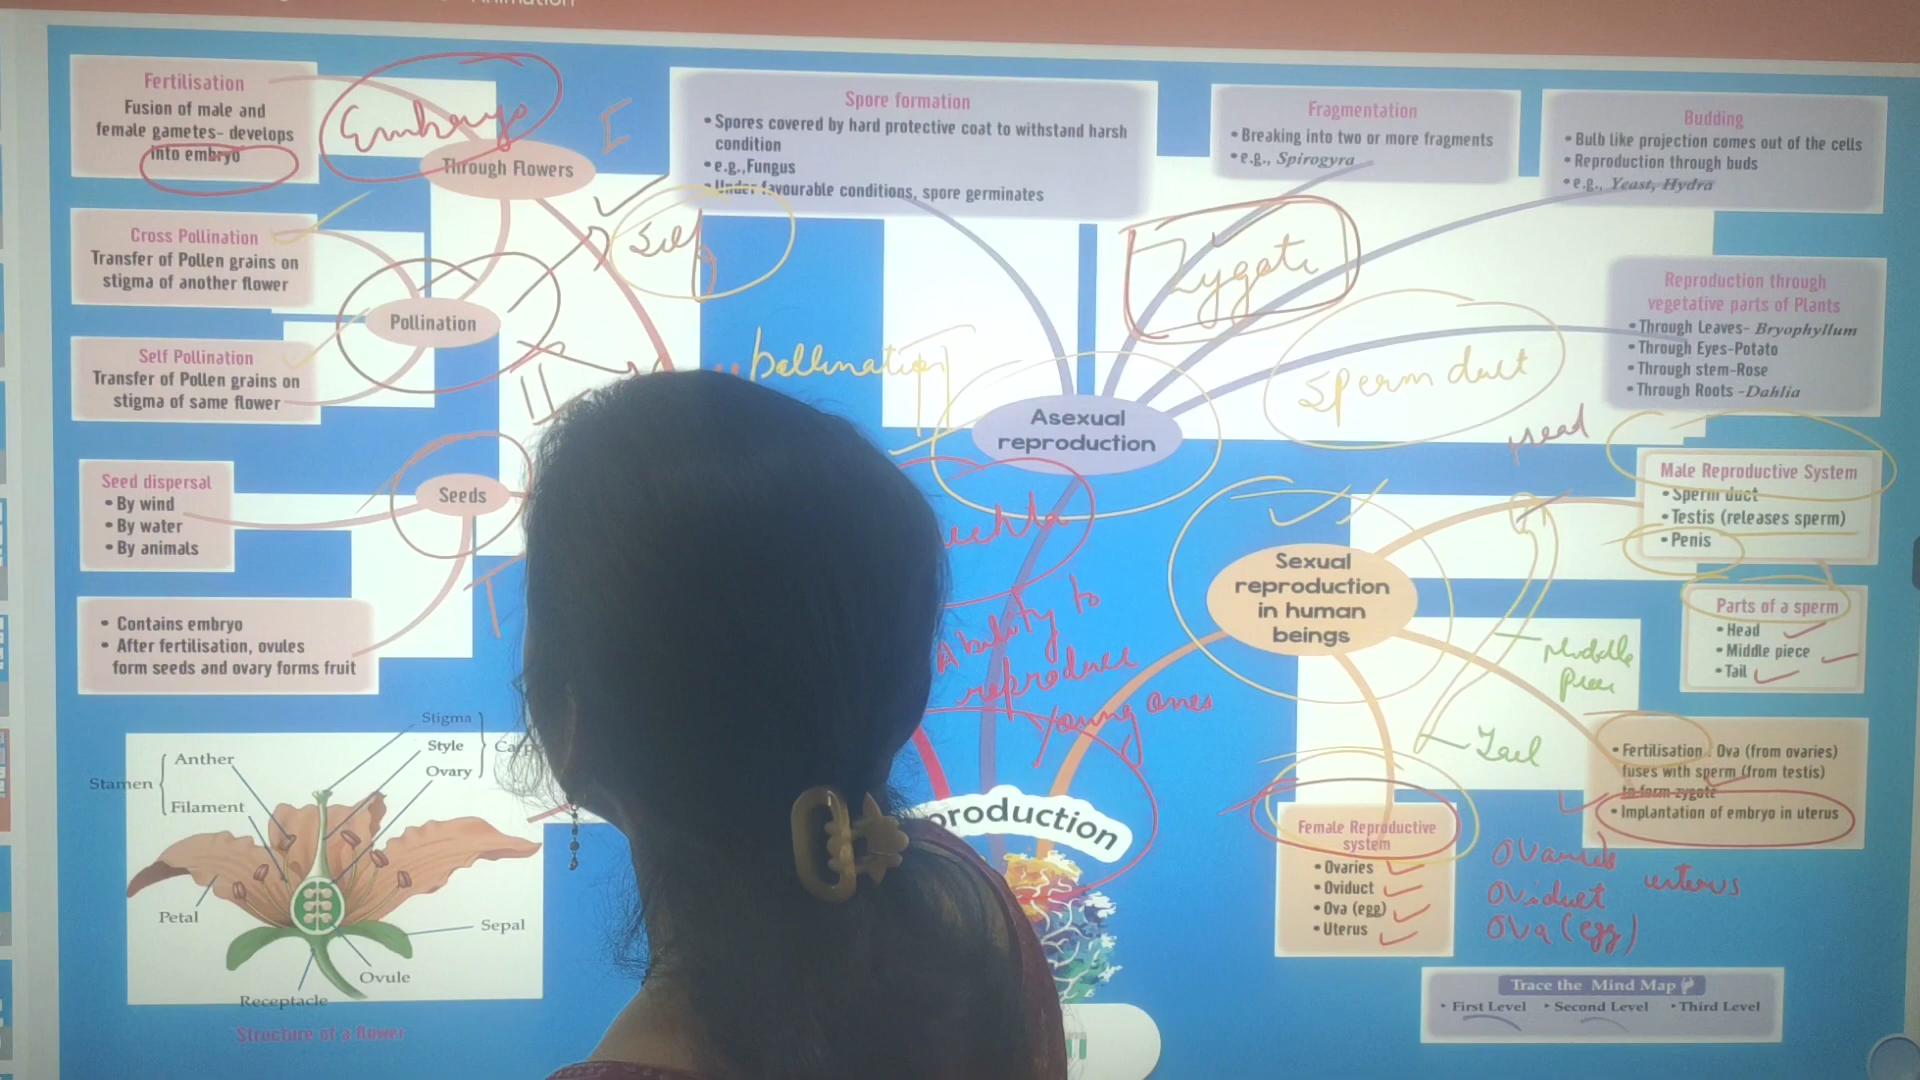 Fertilisation
Fusion of male and
female gametes- develops
into embryo
Embryo
Through Flowers
Cross Pollination
Transfer of Pollen grains on
stigma of another flower
Pollination
Self Pollination
Transfer of Pollen grains on
stigma of same flower
Seed dispersal
• By wind
• By water
• By animals
Seeds
• Contains embryo
• After fertilisation, ovules
form seeds and ovary forms fruit
Spore formation
• Spores covered by hard protective coat to withstand harsh
condition
• e.g.,Fungus
• Under favourable conditions, spore germinates
Self
pollination
Fragmentation
• Breaking into two or more fragments
• e.g., Spirogyra
Budding
• Bulb like projection comes out of the cells
• Reproduction through buds
• e.g., Yeast, Hydra
Zygote
Sperm duct
Reproduction through
vegetative parts of Plants
• Through Leaves- Bryophyllum
• Through Eyes-Potato
• Through stem-Rose
• Through Roots -Dahlia
Asexual
reproduction
Ability to
reproduce
young ones
Sexual
reproduction
in human
beings
Male Reproductive System
• Sperm duct
• Testis (releases sperm)
• Penis
Parts of a sperm
• Head
• Middle piece
• Tail
Middle
Tail
• Fertilisation: Ova (from ovaries)
fuses with sperm (from testis)
to form zygote
• Implantation of embryo in uterus
Female Reproductive
system
• Ovaries
• Oviduct
• Ova (egg)
• Uterus
Ovaries
uterus
Oviduct
Ova (egg)
Stigma
Style
Ovary
Anther
Stamen
Filament
Petal
Sepal
Ovule
Receptacle
Structure of a flower
Trace the Mind Map
• First Level • Second Level • Third Level